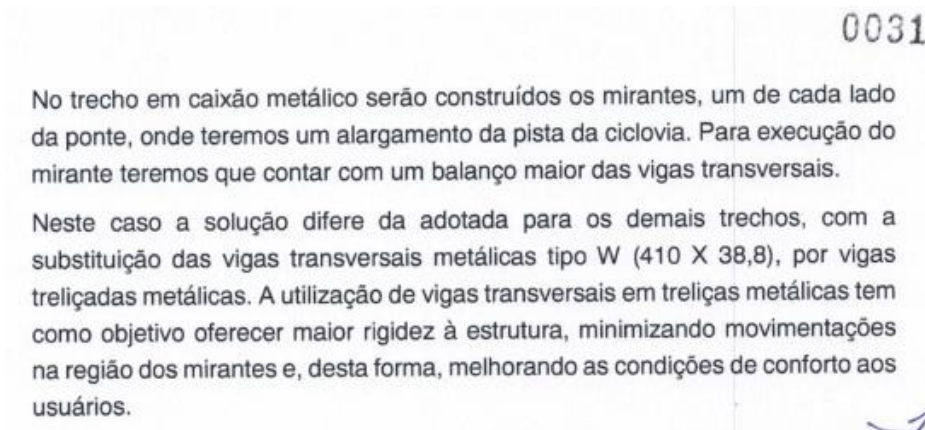 0031
No trecho em caixão metálico serão construídos os mirantes, um de cada lado
da ponte, onde teremos um alargamento da pista da ciclovia. Para execução do
mirante teremos que contar com um balanço maior das vigas transversais.
Neste caso a solução difere da adotada para os demais trechos, com a
substituição das vigas transversais metálicas tipo W (410 X 38,8), por vigas
treliçadas metálicas. A utilização de vigas transversais em treliças metálicas tem
como objetivo oferecer maior rigidez à estrutura, minimizando movimentações
na região dos mirantes e, desta forma, melhorando as condições de conforto aos
usuários.